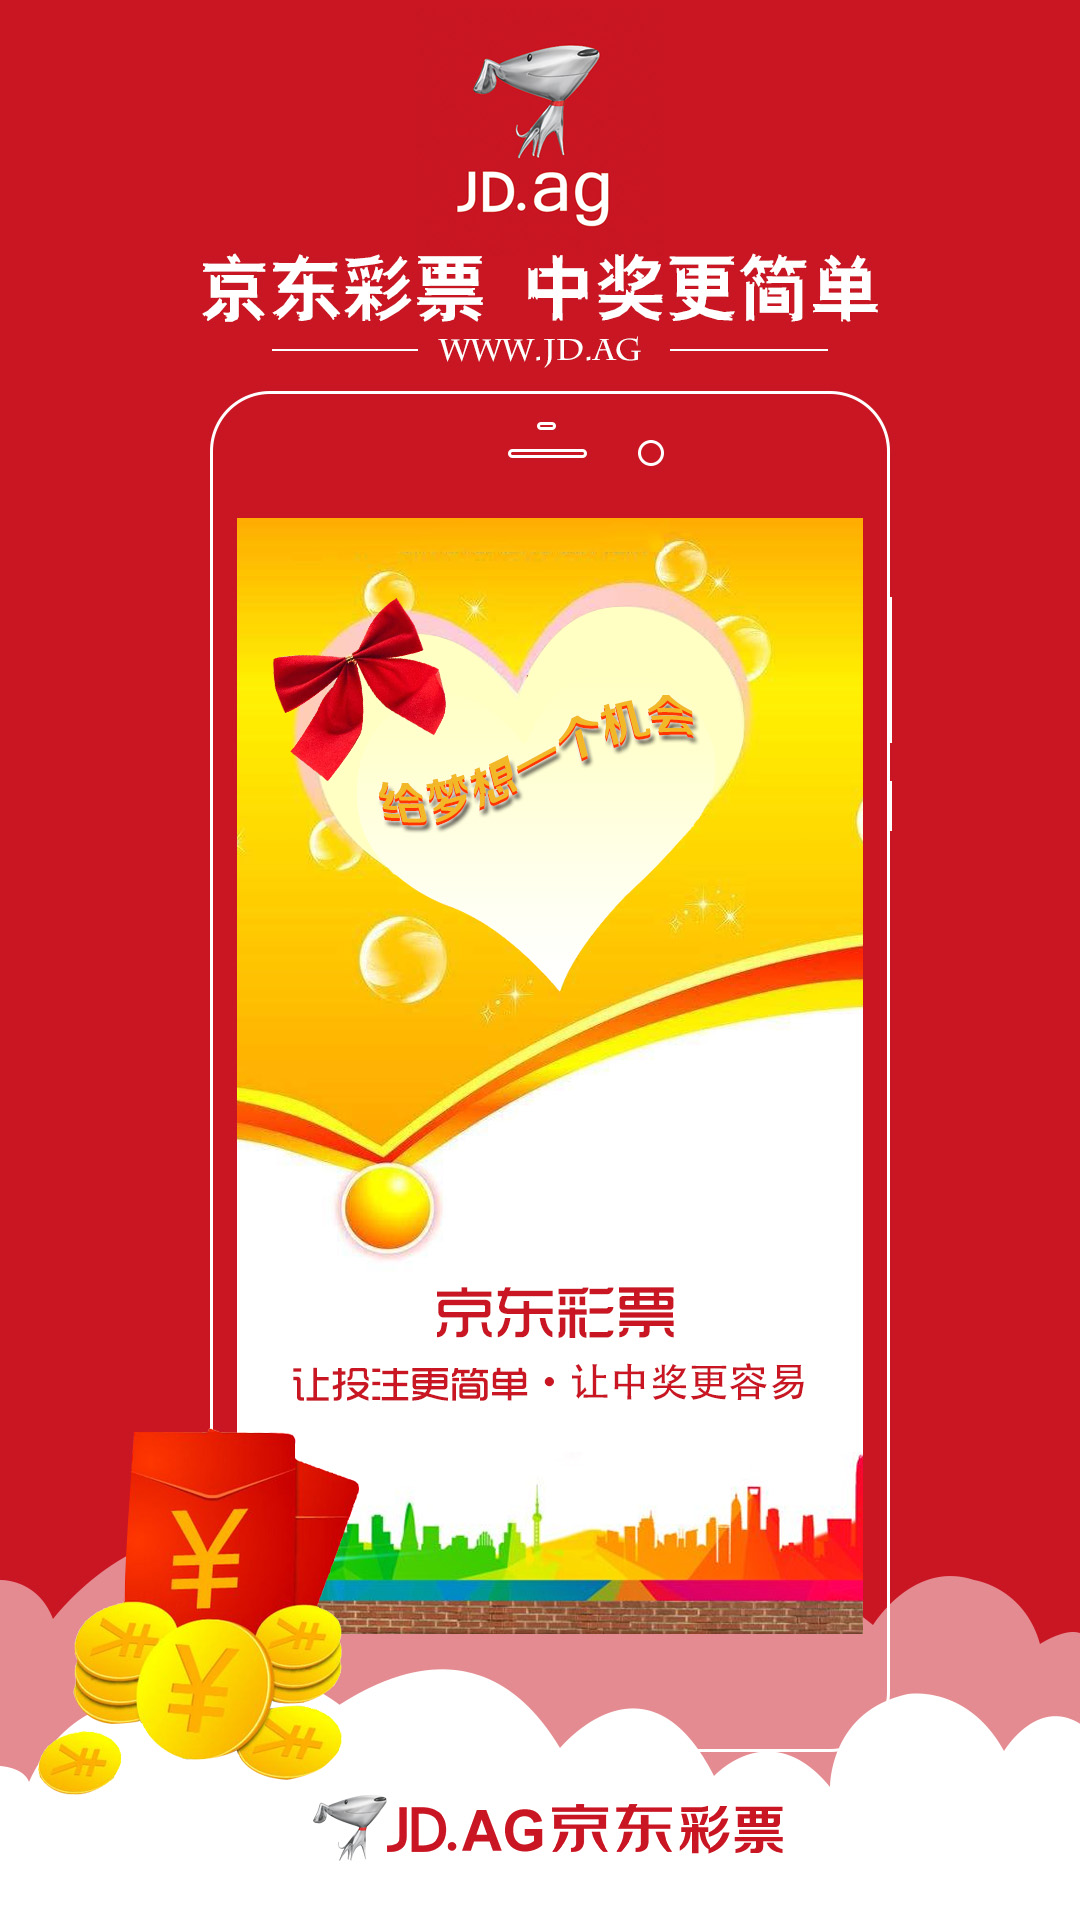 JD.ag
京东彩票 中奖更简单
WWW.JD.AG
给梦想一个机会
京东彩票
让投注更简单·让中奖更容易
¥
¥
¥
¥
¥
¥
JD.AG京东彩票